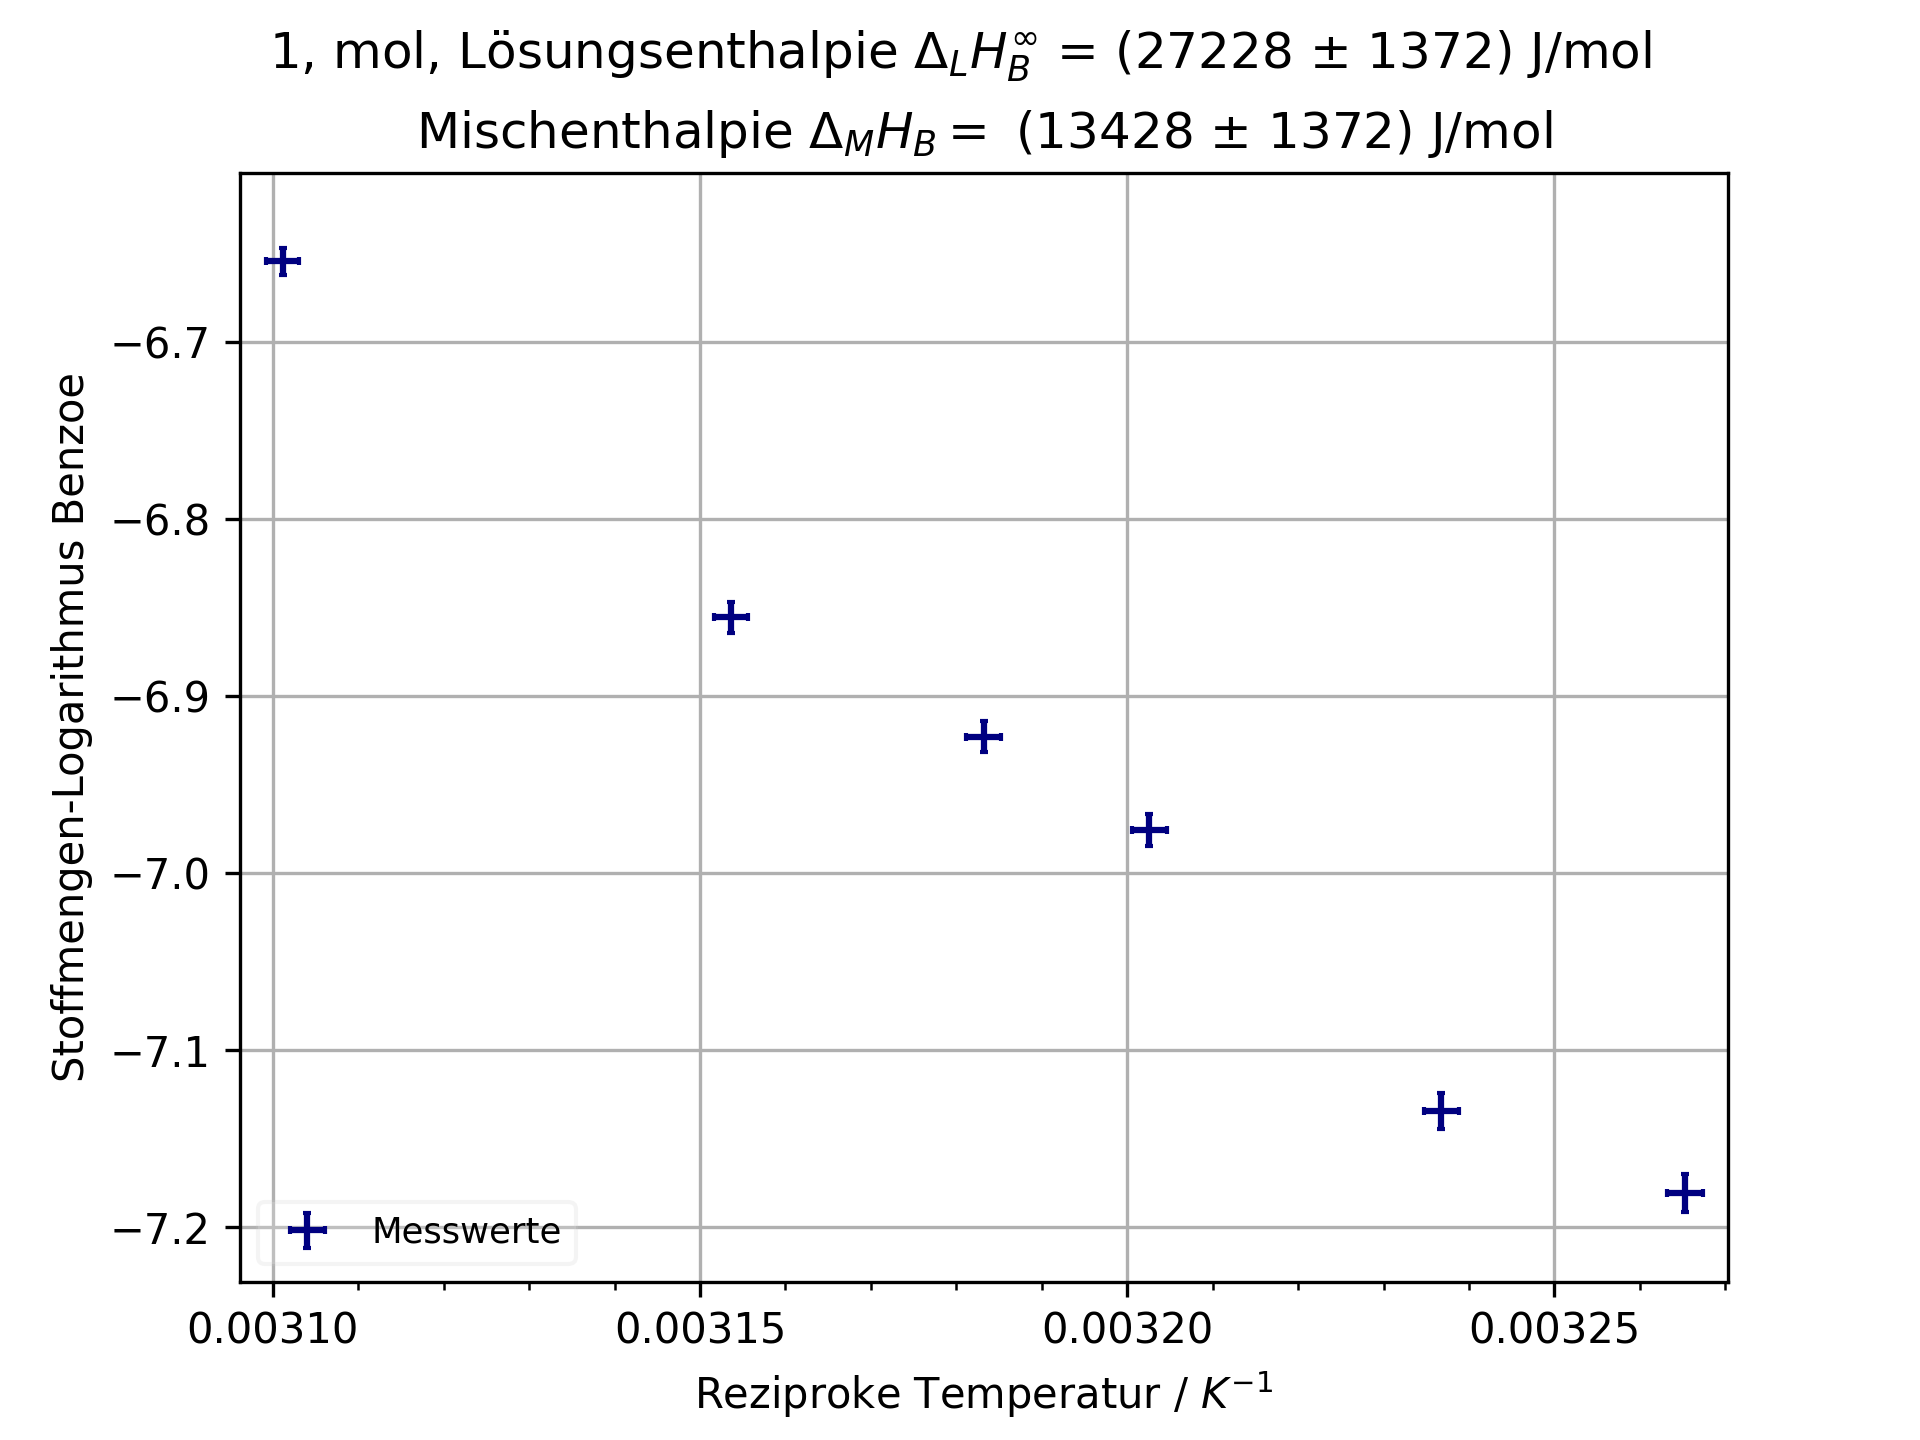 1, mol, Lösungsenthalpie Δ_L H_B^∞ = (27228 ± 1372) J/mol
Mischenthalpie Δ_M H_B = (13428 ± 1372) J/mol
Stoffmengen-Logarithmus Benzoe
−6.7
−6.8
−6.9
−7.0
−7.1
−7.2
Messwerte
0.00310 0.00315 0.00320 0.00325
Reziproke Temperatur / K⁻¹